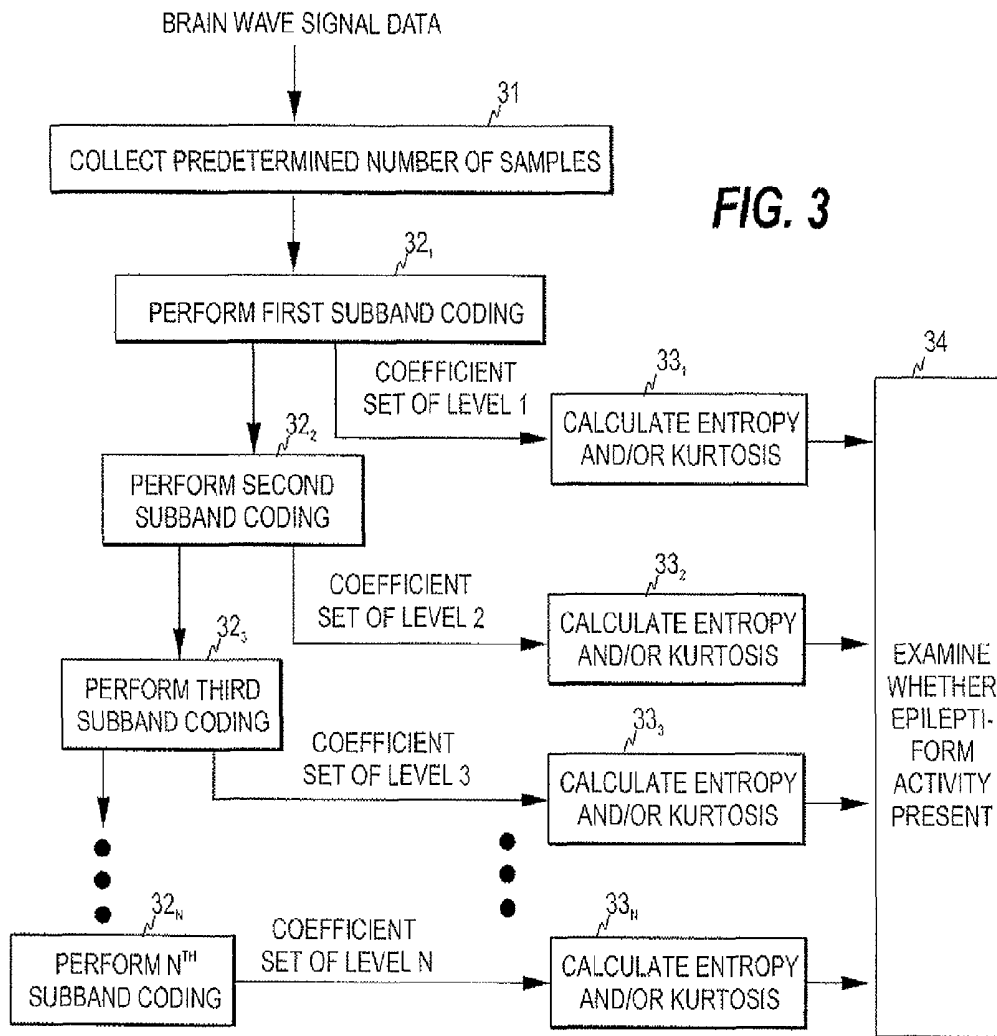 BRAIN WAVE SIGNAL DATA
31
COLLECT PREDETERMINED NUMBER OF SAMPLES
FIG. 3
32₁
PERFORM FIRST SUBBAND CODING
COEFFICIENT
SET OF LEVEL 1
33₁
CALCULATE ENTROPY
AND/OR KURTOSIS
34
32₂
PERFORM SECOND
SUBBAND CODING
COEFFICIENT
SET OF LEVEL 2
33₂
CALCULATE ENTROPY
AND/OR KURTOSIS
32₃
PERFORM THIRD
SUBBAND CODING
COEFFICIENT
SET OF LEVEL 3
33₃
CALCULATE ENTROPY
AND/OR KURTOSIS
EXAMINE
WHETHER
EPILEPTI-
FORM
ACTIVITY
PRESENT
32ɴ
PERFORM Nᵀᴴ
SUBBAND CODING
COEFFICIENT
SET OF LEVEL N
33ɴ
CALCULATE ENTROPY
AND/OR KURTOSIS